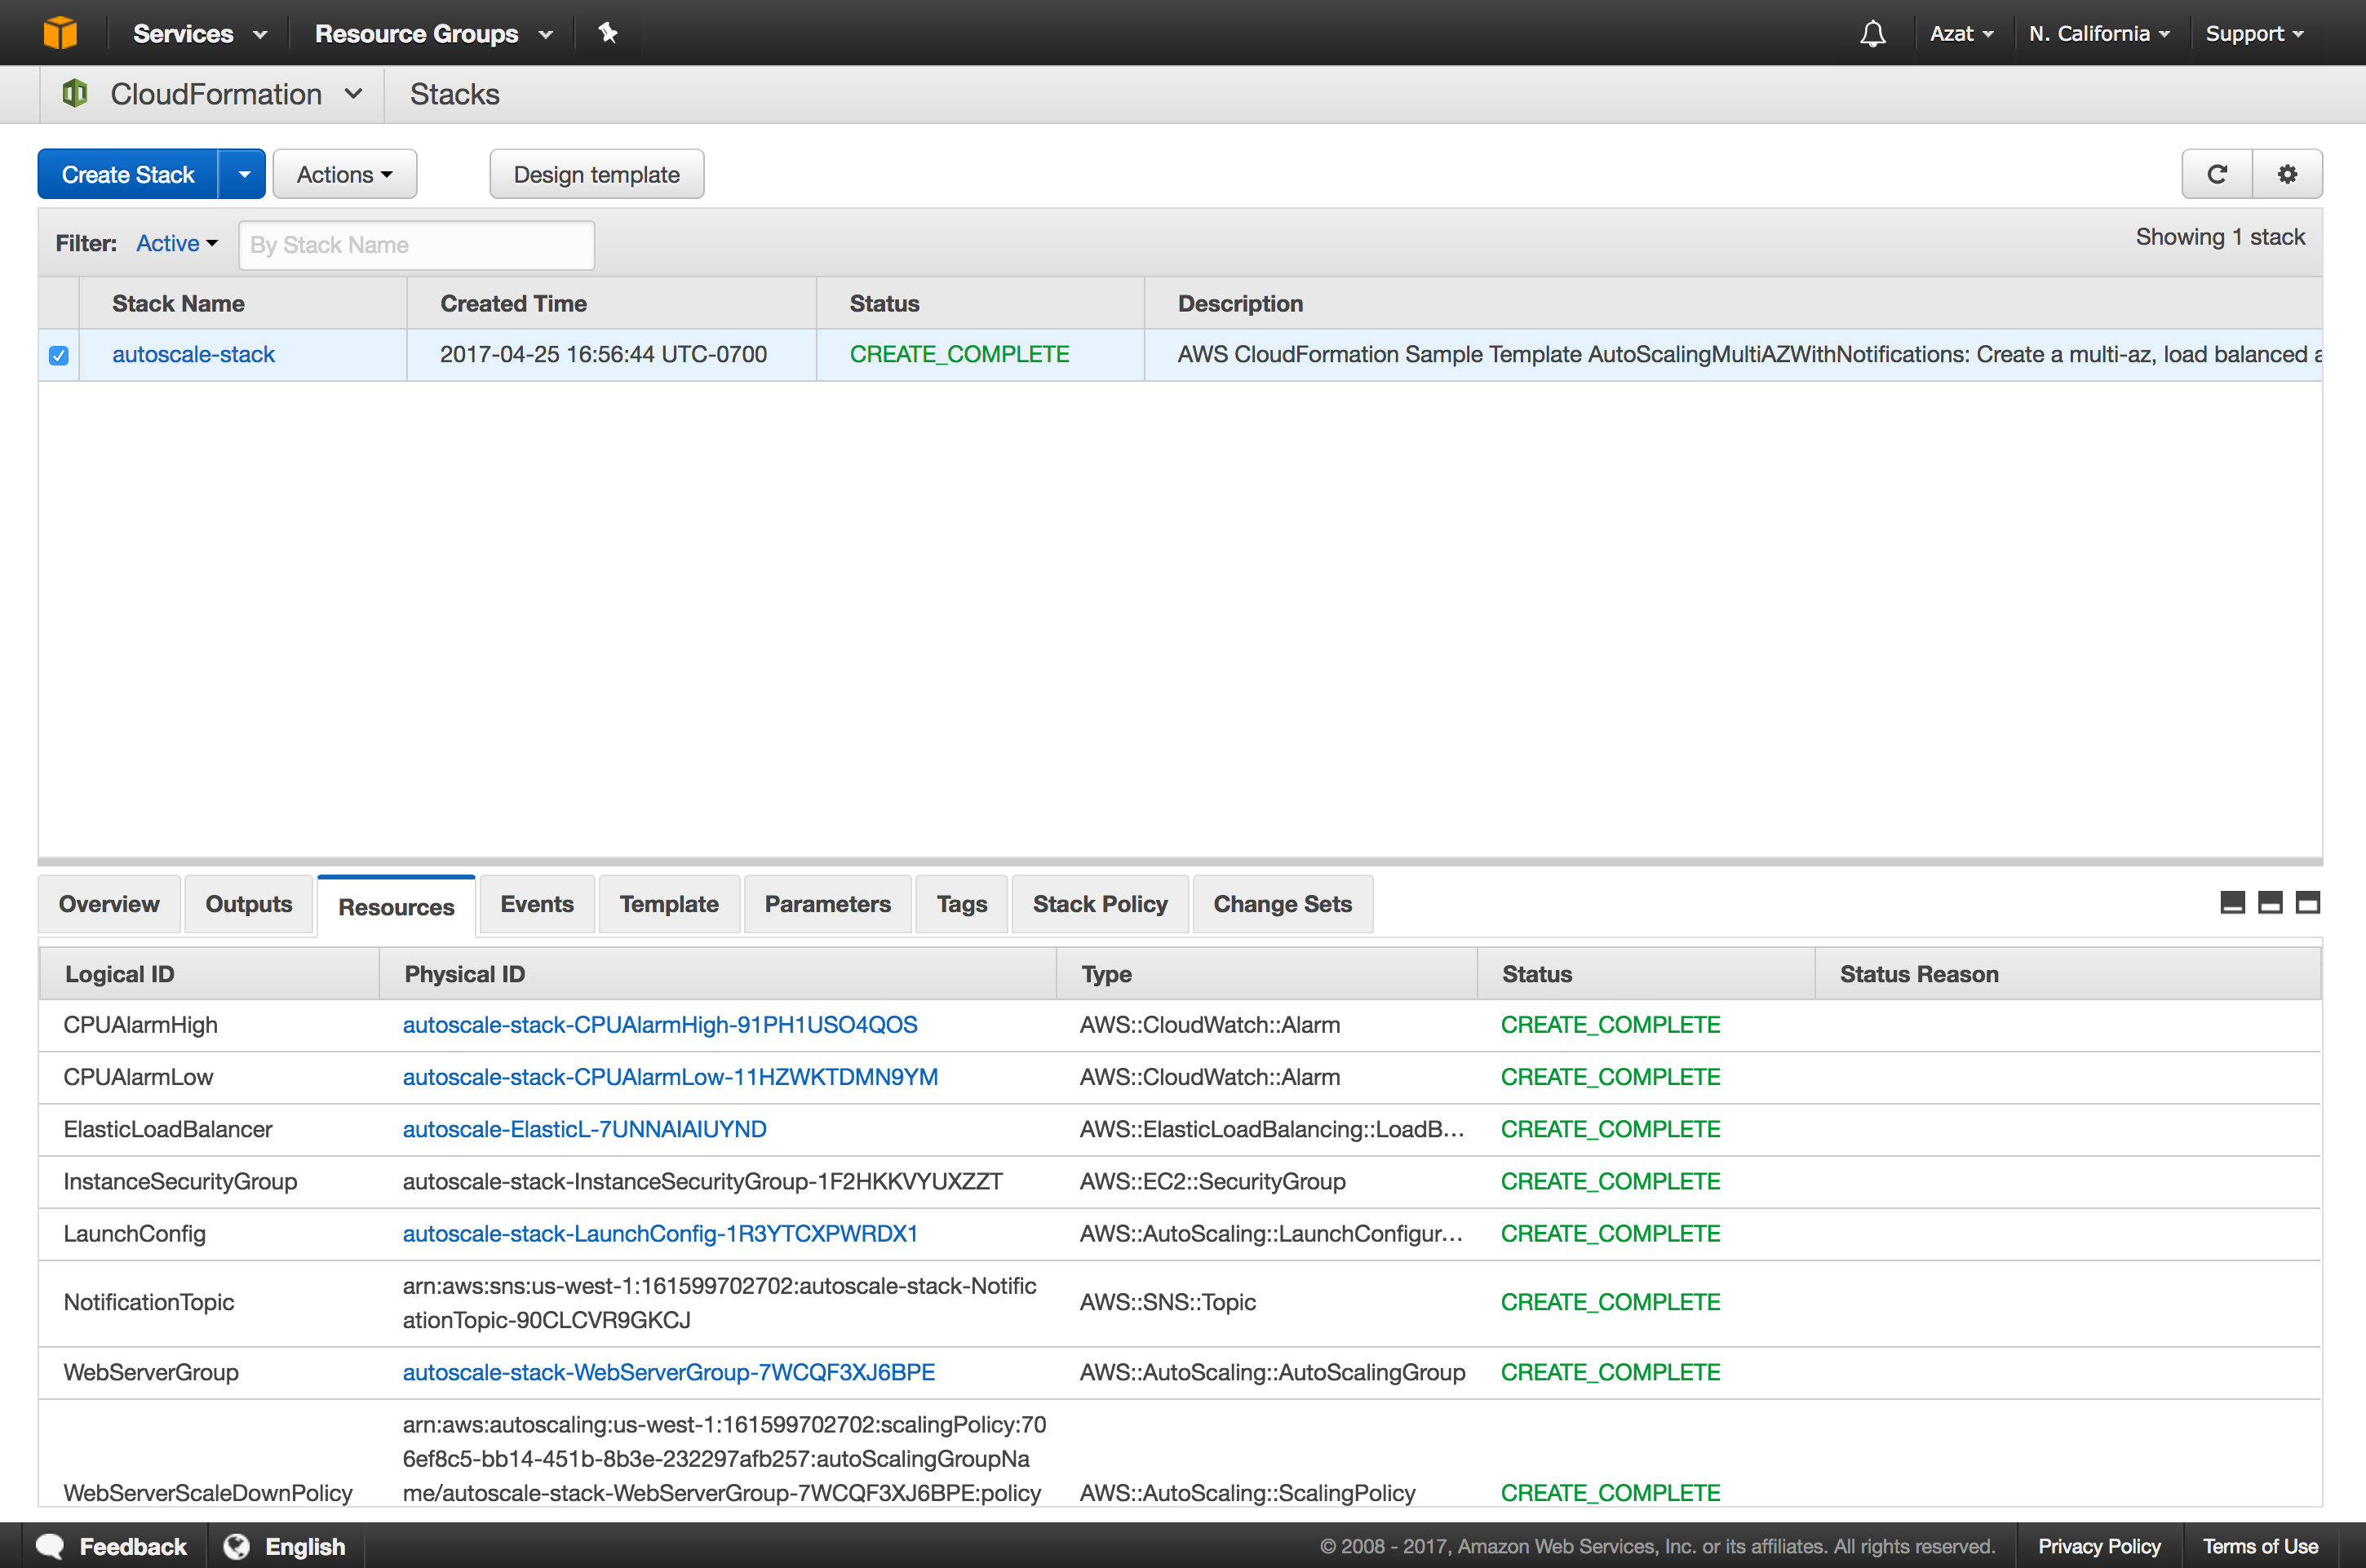 Services Resource Groups Azat N. California Support
CloudFormation Stacks
Create Stack Actions Design template
Filter: Active By Stack Name Showing 1 stack
Stack Name Created Time Status Description
autoscale-stack 2017-04-25 16:56:44 UTC-0700 CREATE_COMPLETE AWS CloudFormation Sample Template AutoScalingMultiAZWithNotifications: Create a multi-az, load balanced a
Overview Outputs Resources Events Template Parameters Tags Stack Policy Change Sets
Logical ID Physical ID Type Status Status Reason
CPUAlarmHigh autoscale-stack-CPUAlarmHigh-91PH1USO4QOS AWS::CloudWatch::Alarm CREATE_COMPLETE
CPUAlarmLow autoscale-stack-CPUAlarmLow-11HZWKTDMN9YM AWS::CloudWatch::Alarm CREATE_COMPLETE
ElasticLoadBalancer autoscale-ElasticL-7UNNAIAIUYND AWS::ElasticLoadBalancing::LoadB... CREATE_COMPLETE
InstanceSecurityGroup autoscale-stack-InstanceSecurityGroup-1F2HKKVYUXZZT AWS::EC2::SecurityGroup CREATE_COMPLETE
LaunchConfig autoscale-stack-LaunchConfig-1R3YTCXPWRDX1 AWS::AutoScaling::LaunchConfigur... CREATE_COMPLETE
arn:aws:sns:us-west-1:161599702702:autoscale-stack-Notific
NotificationTopic ationTopic-90CLCVR9GKCJ AWS::SNS::Topic CREATE_COMPLETE
WebServerGroup autoscale-stack-WebServerGroup-7WCQF3XJ6BPE AWS::AutoScaling::AutoScalingGroup CREATE_COMPLETE
arn:aws:autoscaling:us-west-1:161599702702:scalingPolicy:70
6ef8c5-bb14-451b-8b3e-232297afb257:autoScalingGroupNa
WebServerScaleDownPolicy me/autoscale-stack-WebServerGroup-7WCQF3XJ6BPE:policy AWS::AutoScaling::ScalingPolicy CREATE_COMPLETE
Feedback English © 2008 - 2017, Amazon Web Services, Inc. or its affiliates. All rights reserved. Privacy Policy Terms of Use